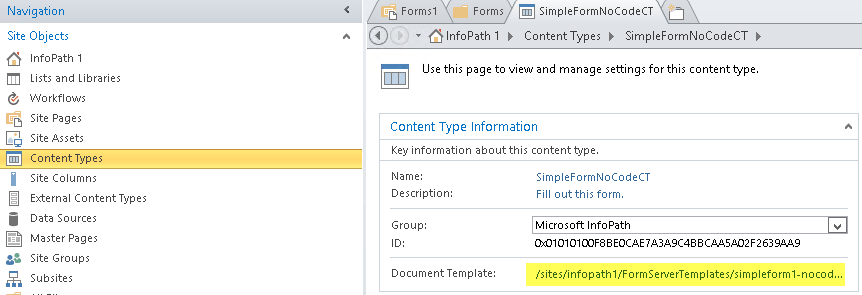 Navigation
Site Objects
InfoPath 1
Lists and Libraries
Workflows
Site Pages
Site Assets
Content Types
Site Columns
External Content Types
Data Sources
Master Pages
Site Groups
Subsites
Forms1
Forms
SimpleFormNoCodeCT
InfoPath 1 Content Types SimpleFormNoCodeCT
Use this page to view and manage settings for this content type.
Content Type Information
Key information about this content type.
Name: SimpleFormNoCodeCT
Description: Fill out this form.
Group: Microsoft InfoPath
ID: 0x01010100F8BE0CAE7A3A9C4BBCAA5A02F2639AA9
Document Template: /sites/infopath1/FormServerTemplates/simpleform1-nocod...